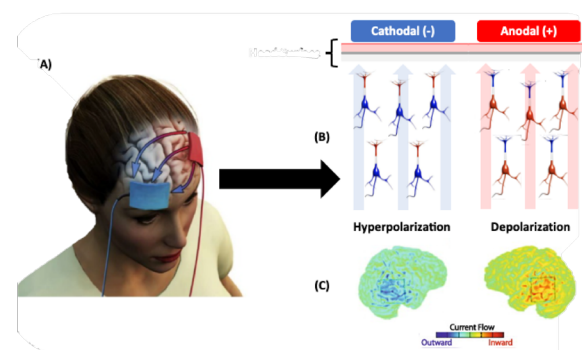 Cathodal (-) Anodal (+)
A)
(B)
Hyperpolarization Depolarization
(C)
Current Flow
Outward Inward